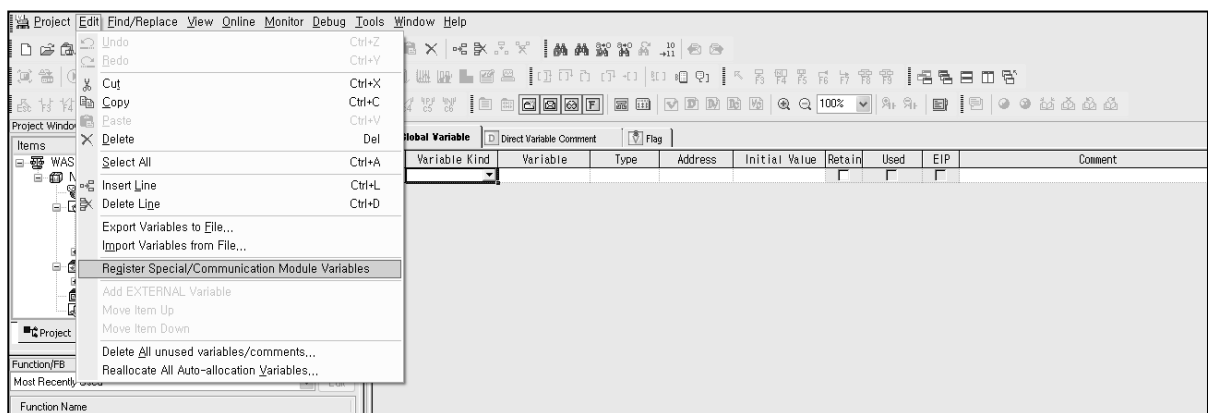 Project Edit Find/Replace View Online Monitor Debug Tools Window Help
Undo Ctrl+Z
Redo Ctrl+Y
Cut Ctrl+X
Copy Ctrl+C
Paste Ctrl+V
Delete Del
Select All Ctrl+A
Insert Line Ctrl+L
Delete Line Ctrl+D
Export Variables to File...
Import Variables from File...
Register Special/Communication Module Variables
Add EXTERNAL Variable
Move Item Up
Move Item Down
Delete All unused variables/comments...
Reallocate All Auto-allocation Variables...
100%
Project Windo
Items
WAS
N
Project
Function/FB
Most Recently
Function Name
lobal Variable D Direct Variable Comment Flag
Variable Kind Variable Type Address Initial Value Retain Used EIP Comment